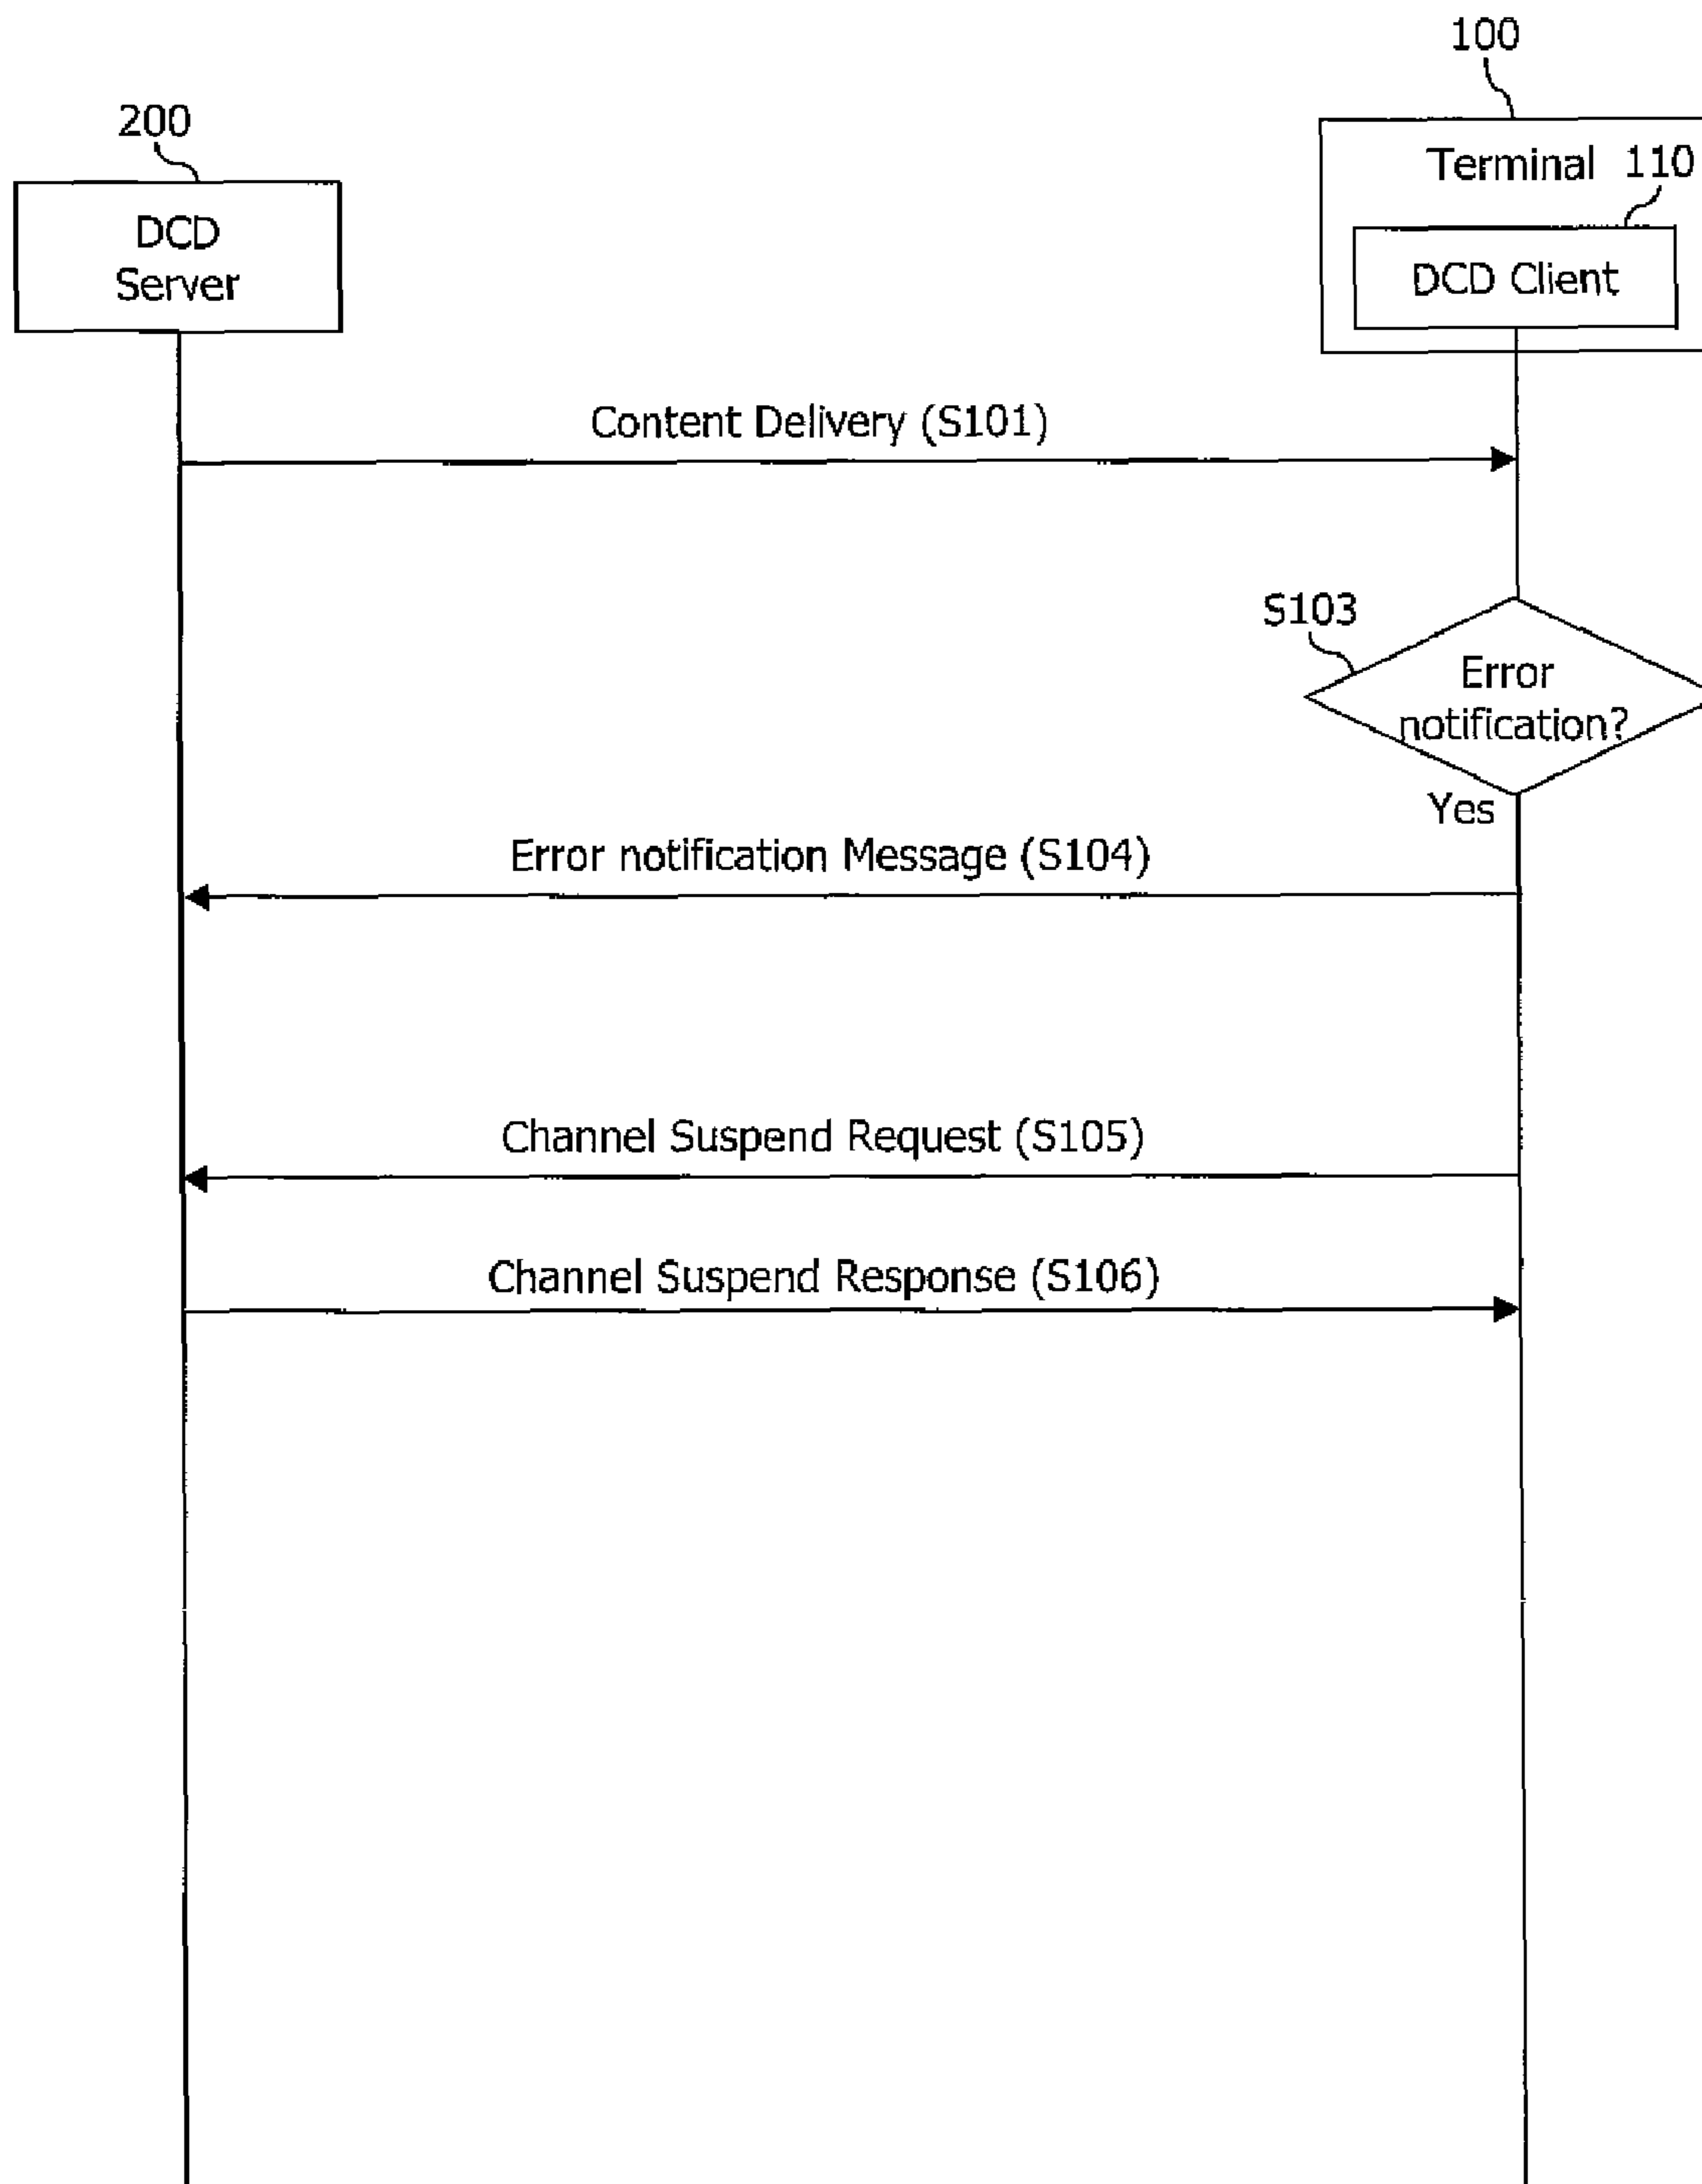 100
200
Terminal 110
DCD
Server
DCD Client
Content Delivery (S101)
S103
Error
notification?
Yes
Error notification Message (S104)
Channel Suspend Request (S105)
Channel Suspend Response (S106)